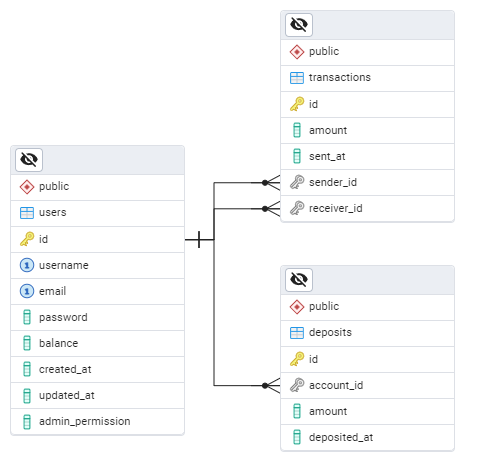 public
users
id
username
email
password
balance
created_at
updated_at
admin_permission
public
transactions
id
amount
sent_at
sender_id
receiver_id
public
deposits
id
account_id
amount
deposited_at